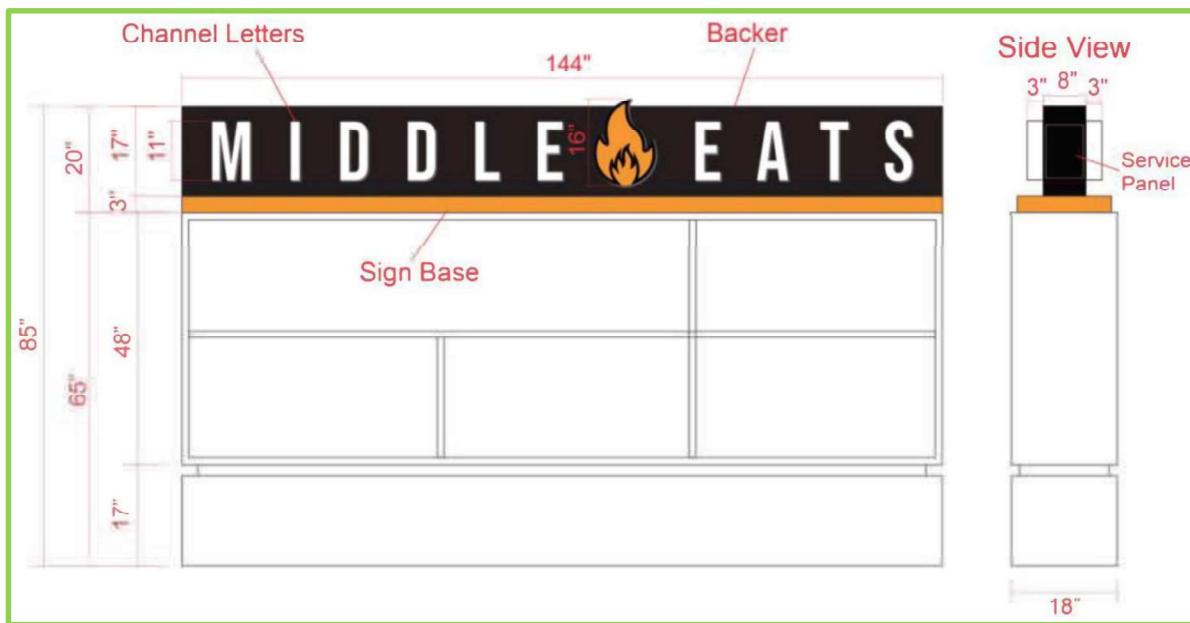 Channel Letters
Backer
Side View
144"
3" 8" 3"
20"
17"
11"
16"
MIDDLE EATS
Service
Panel
3"
Sign Base
85"
65"
48"
17"
18"